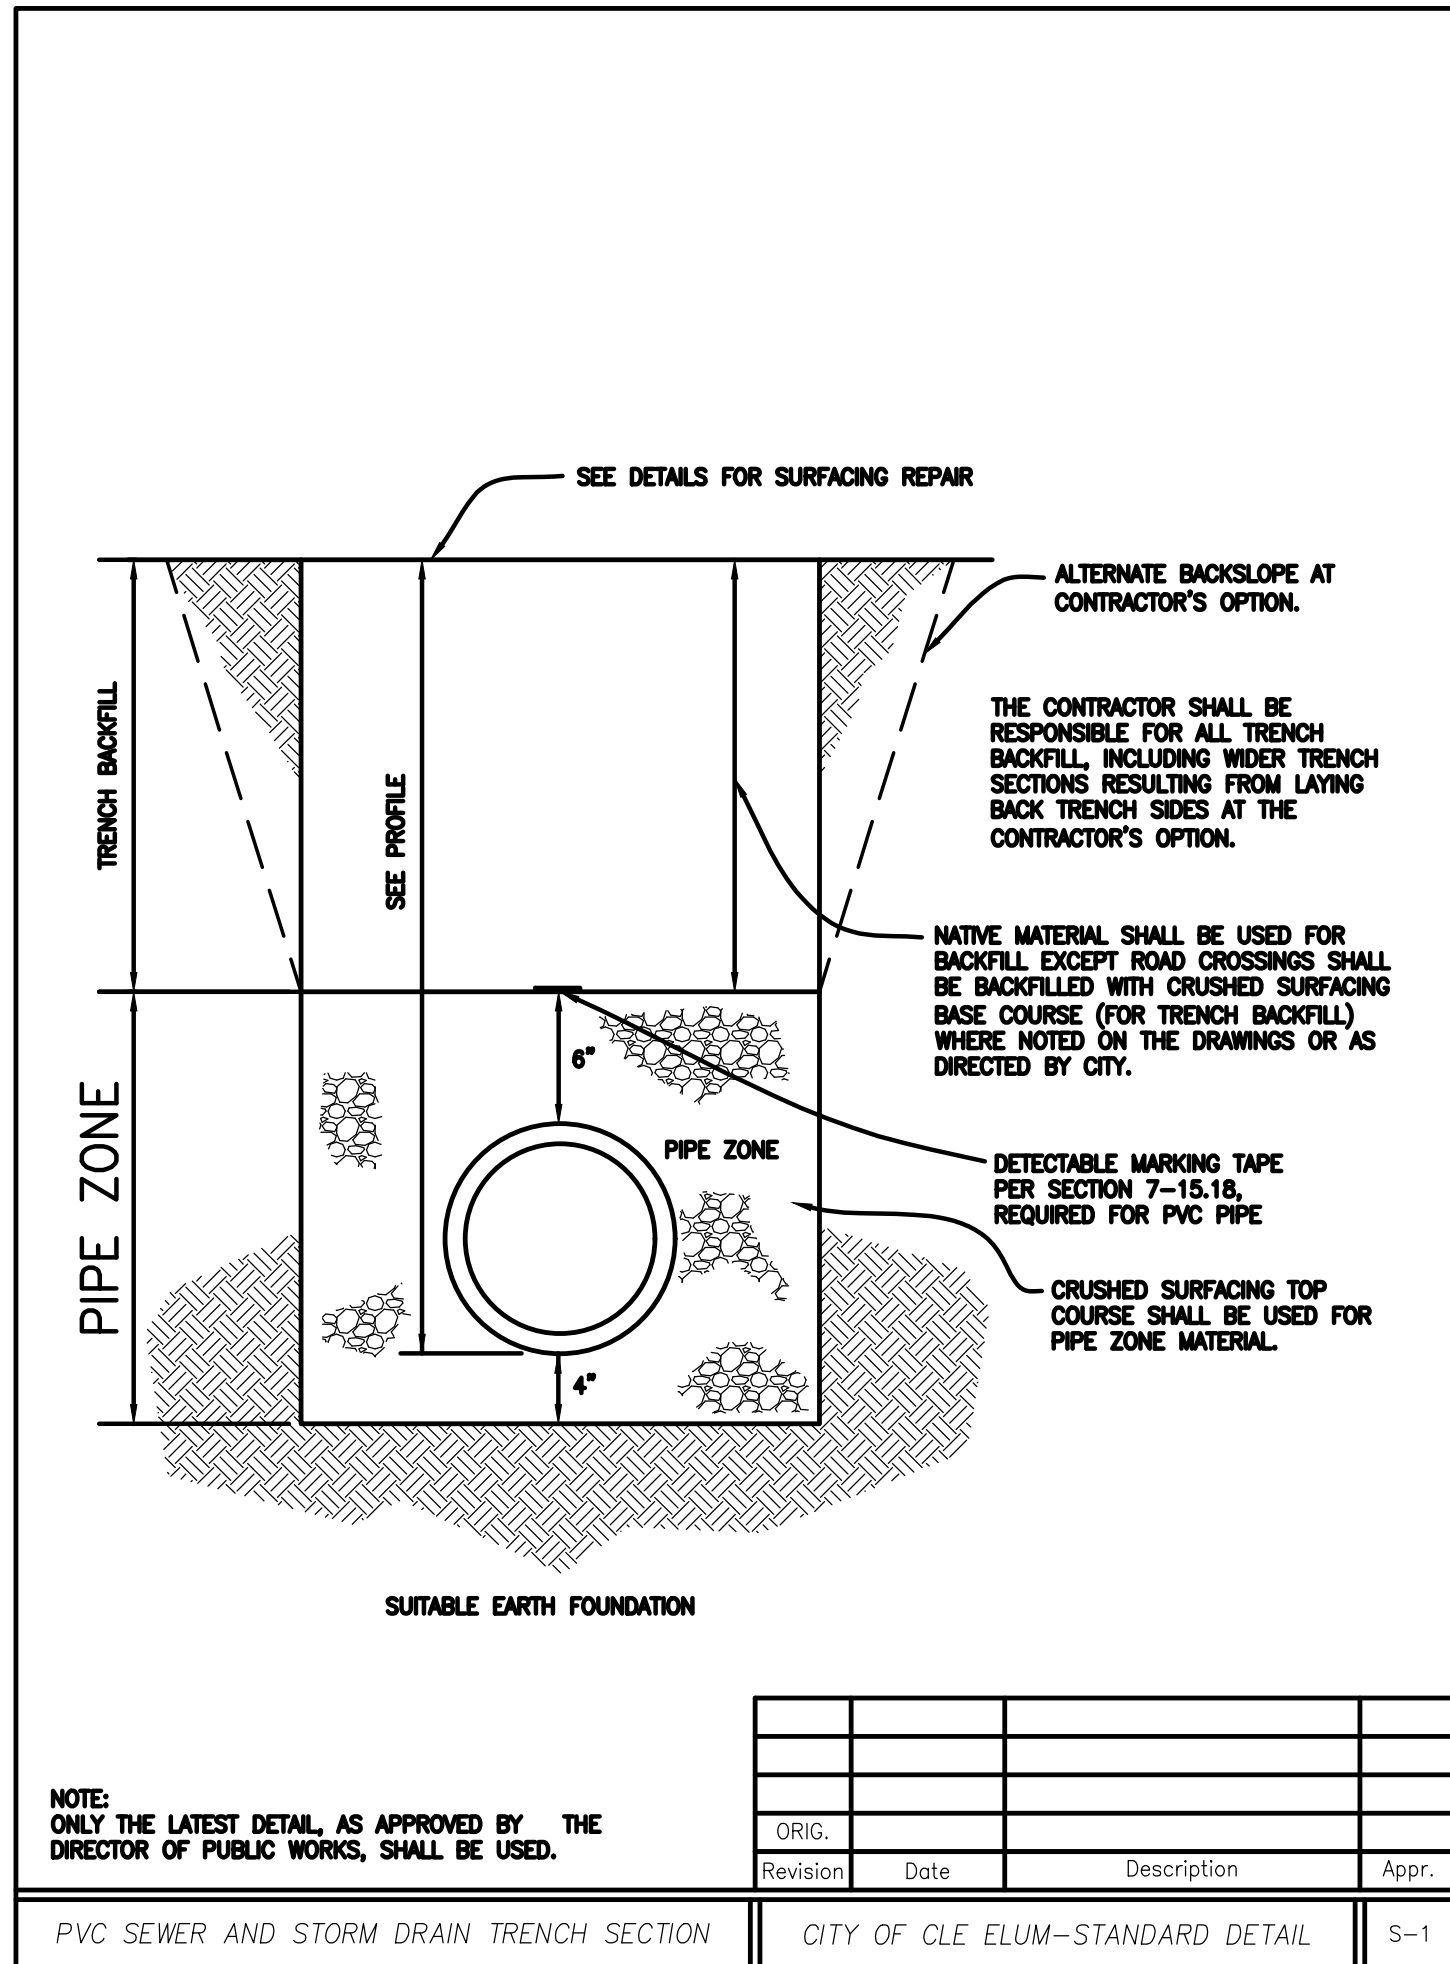 SEE DETAILS FOR SURFACING REPAIR
ALTERNATE BACKSLOPE AT
CONTRACTOR'S OPTION.
THE CONTRACTOR SHALL BE
RESPONSIBLE FOR ALL TRENCH
BACKFILL, INCLUDING WIDER TRENCH
SECTIONS RESULTING FROM LAYING
BACK TRENCH SIDES AT THE
CONTRACTOR'S OPTION.
TRENCH BACKFILL
SEE PROFILE
NATIVE MATERIAL SHALL BE USED FOR
BACKFILL EXCEPT ROAD CROSSINGS SHALL
BE BACKFILLED WITH CRUSHED SURFACING
BASE COURSE (FOR TRENCH BACKFILL)
WHERE NOTED ON THE DRAWINGS OR AS
DIRECTED BY CITY.
6"
PIPE ZONE
PIPE ZONE
DETECTABLE MARKING TAPE
PER SECTION 7-15.18,
REQUIRED FOR PVC PIPE
CRUSHED SURFACING TOP
COURSE SHALL BE USED FOR
PIPE ZONE MATERIAL.
4"
SUITABLE EARTH FOUNDATION
NOTE:
ONLY THE LATEST DETAIL, AS APPROVED BY THE
DIRECTOR OF PUBLIC WORKS, SHALL BE USED.
ORIG.
Revision Date Description Appr.
PVC SEWER AND STORM DRAIN TRENCH SECTION
CITY OF CLE ELUM-STANDARD DETAIL
S-1